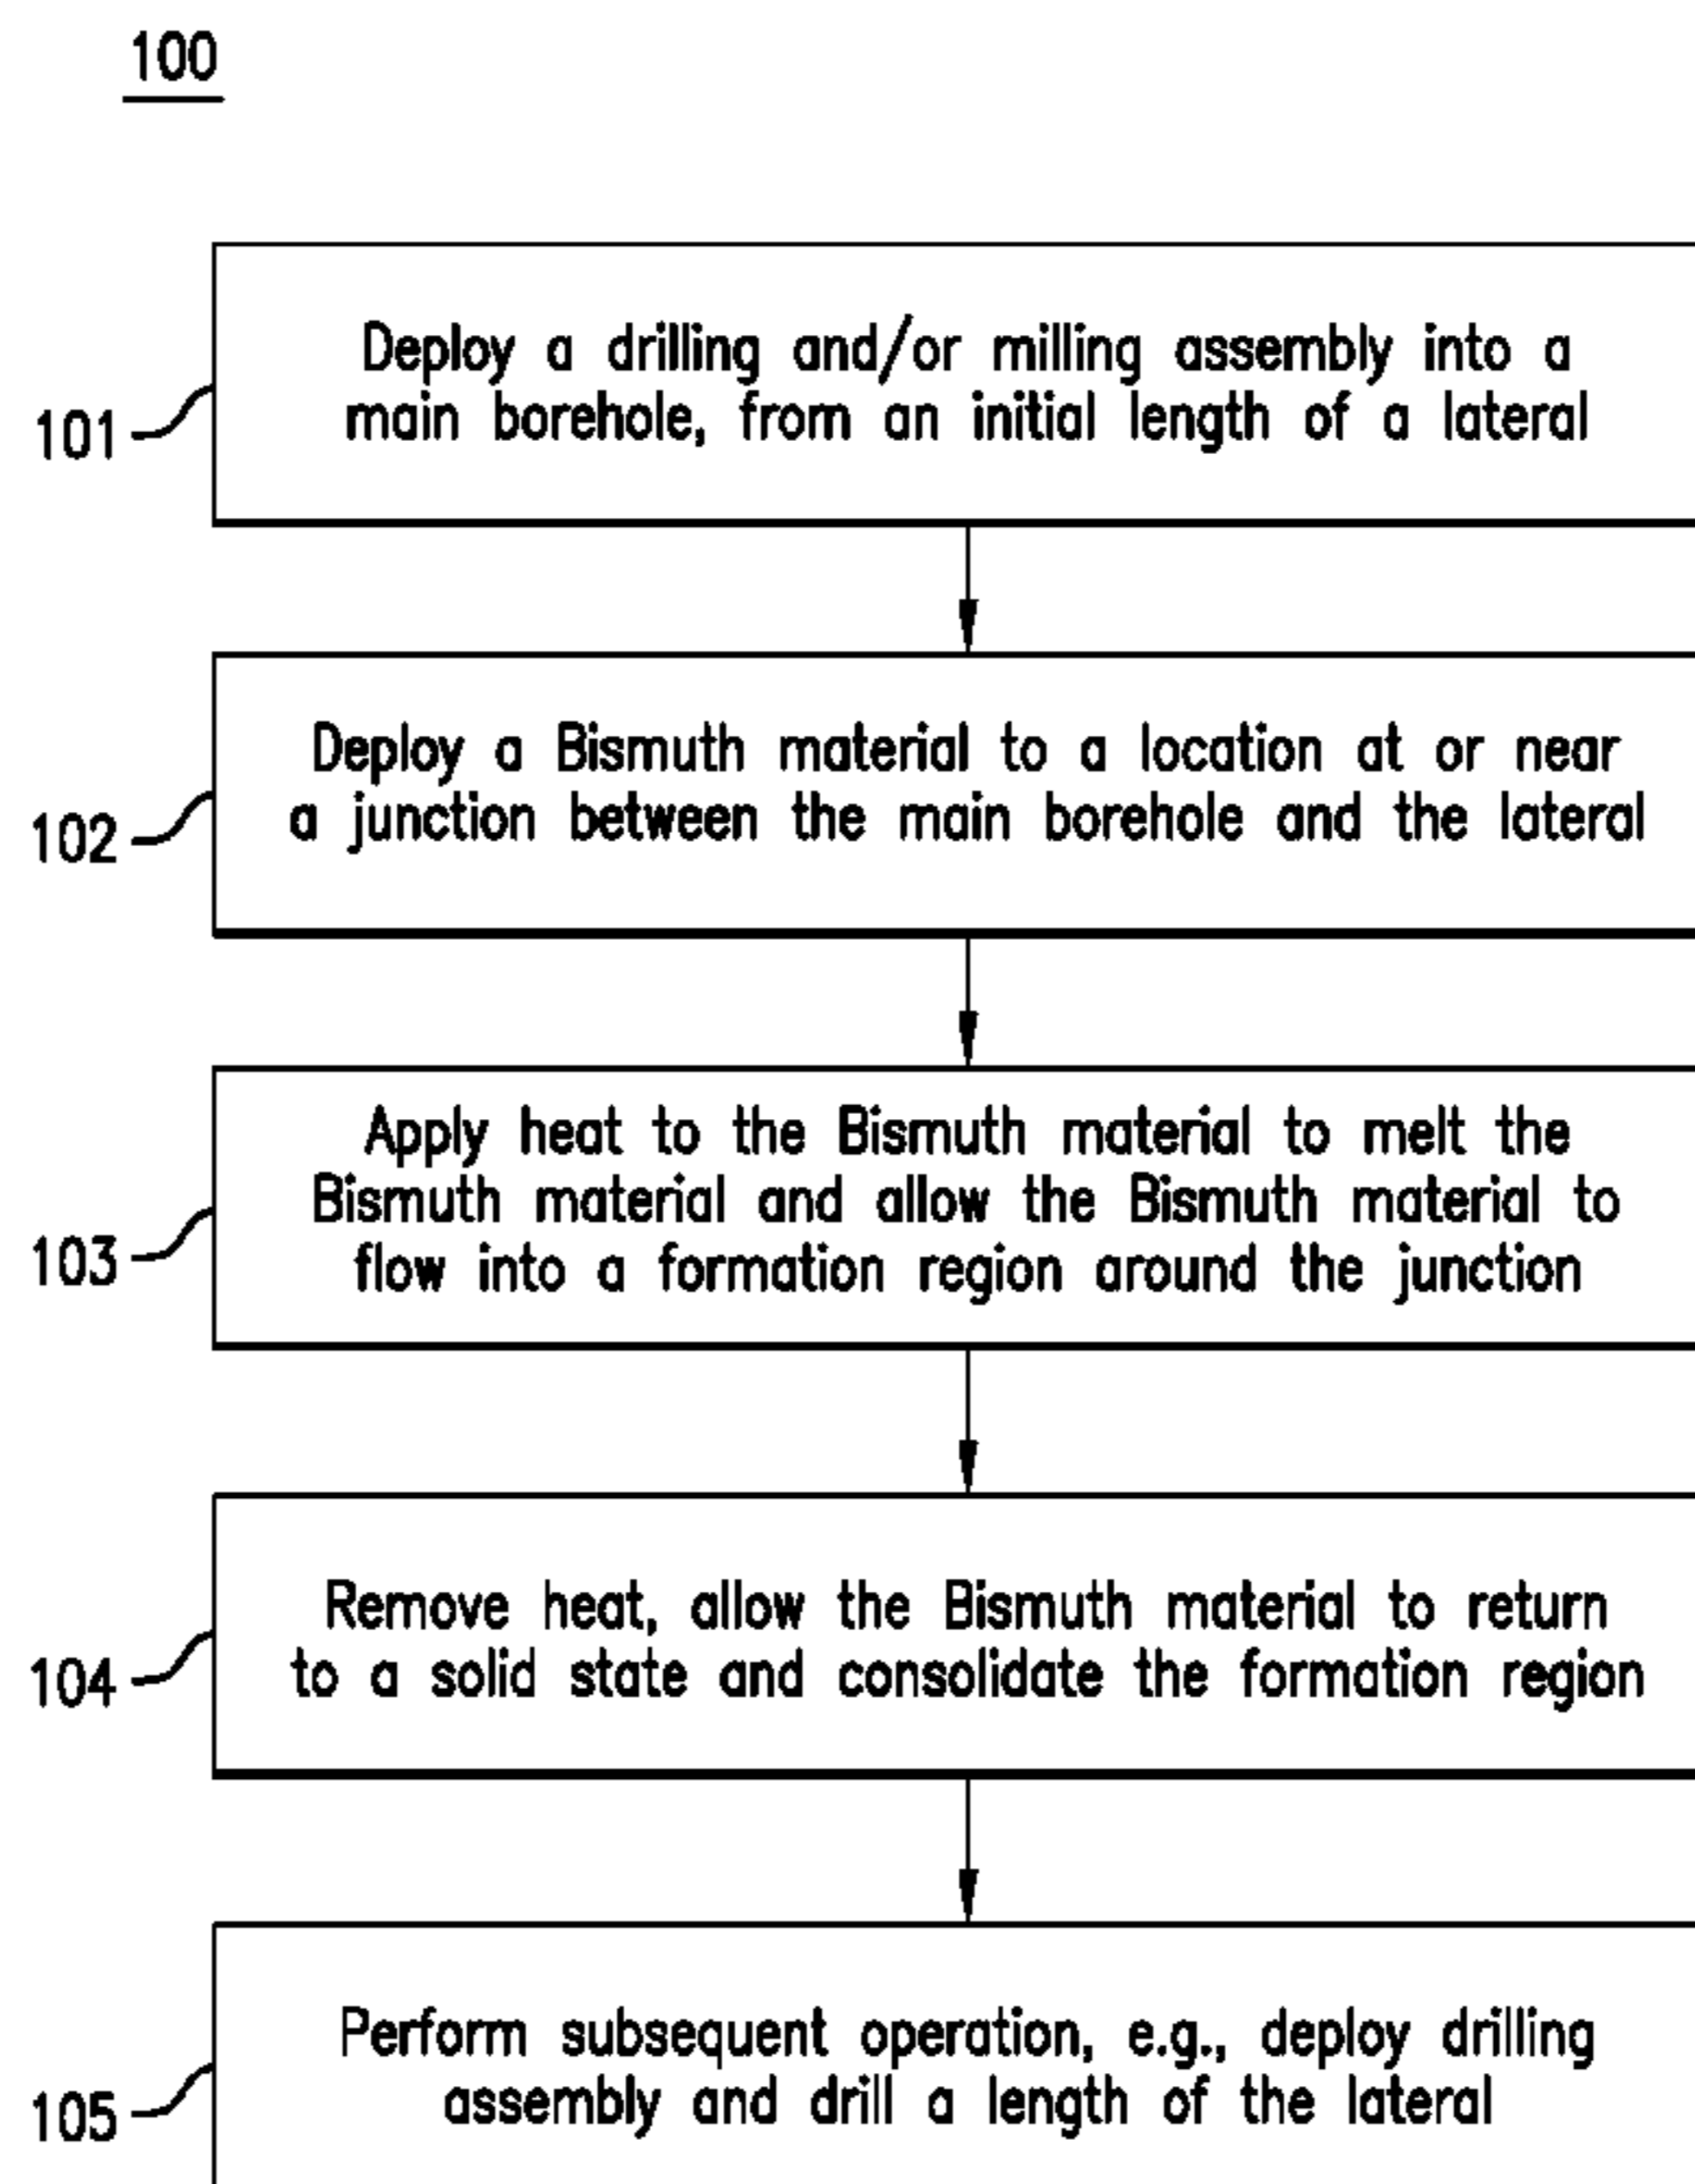 100
Deploy a drilling and/or milling assembly into a
main borehole, from an initial length of a lateral
101
Deploy a Bismuth material to a location at or near
a junction between the main borehole and the lateral
102
Apply heat to the Bismuth material to melt the
Bismuth material and allow the Bismuth material to
flow into a formation region around the junction
103
Remove heat, allow the Bismuth material to return
to a solid state and consolidate the formation region
104
Perform subsequent operation, e.g., deploy drilling
assembly and drill a length of the lateral
105